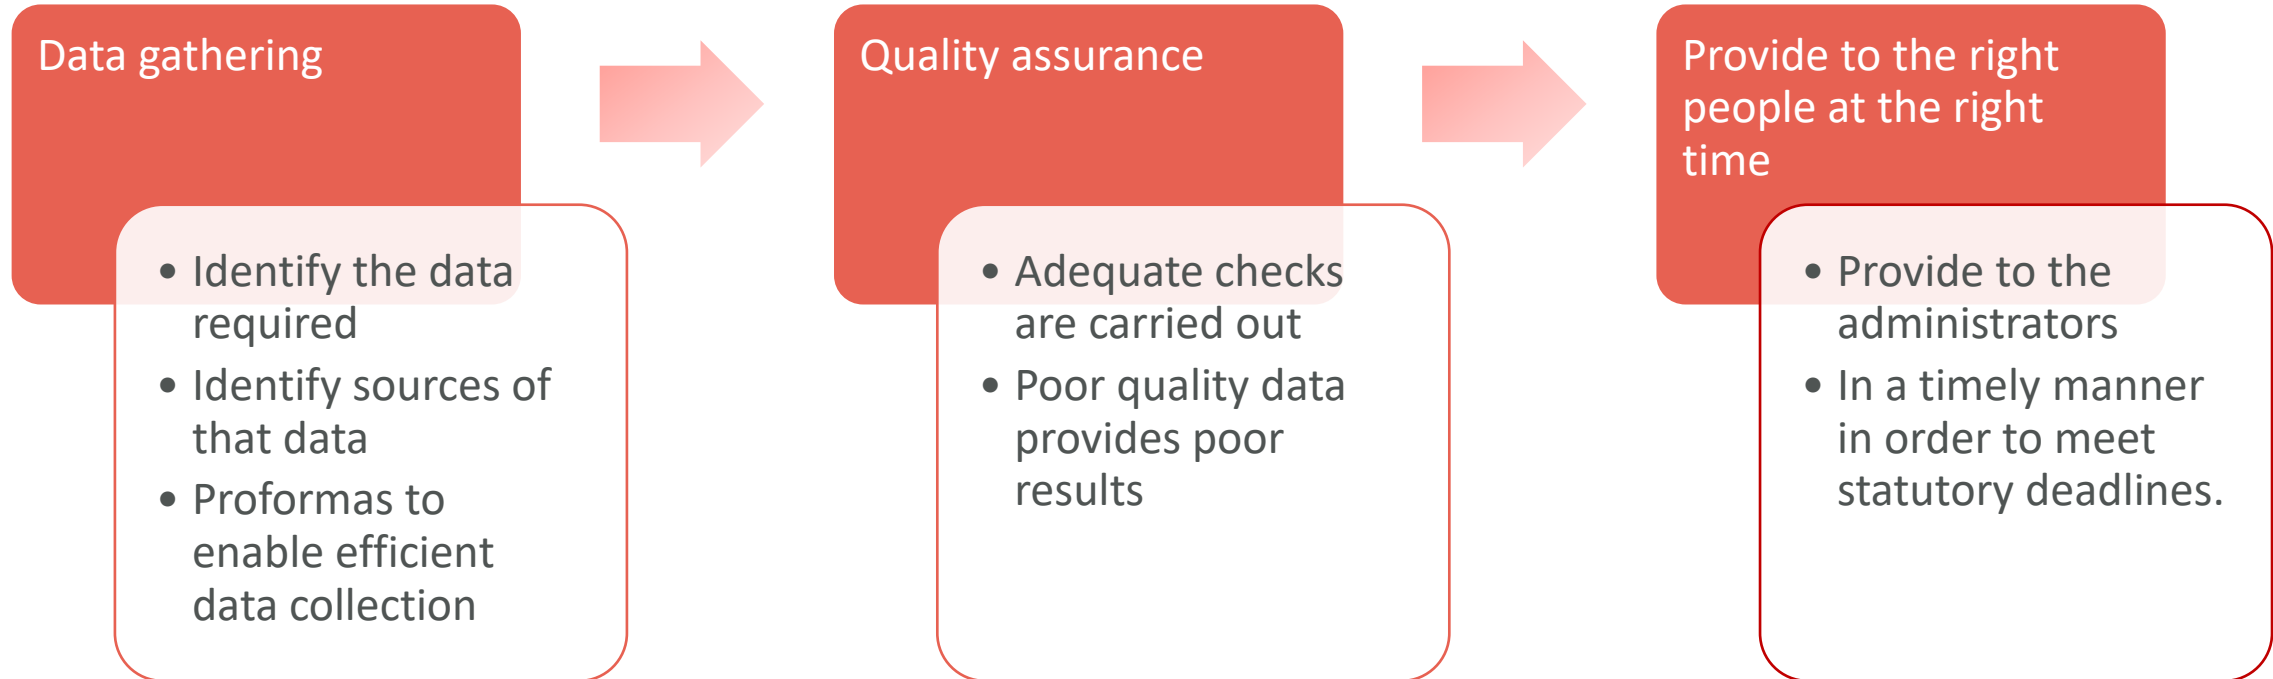 Data gathering
• Identify the data
required
• Identify sources of
that data
• Proformas to
enable efficient
data collection
Quality assurance
• Adequate checks
are carried out
• Poor quality data
provides poor
results
Provide to the right
people at the right
time
• Provide to the
administrators
• In a timely manner
in order to meet
statutory deadlines.